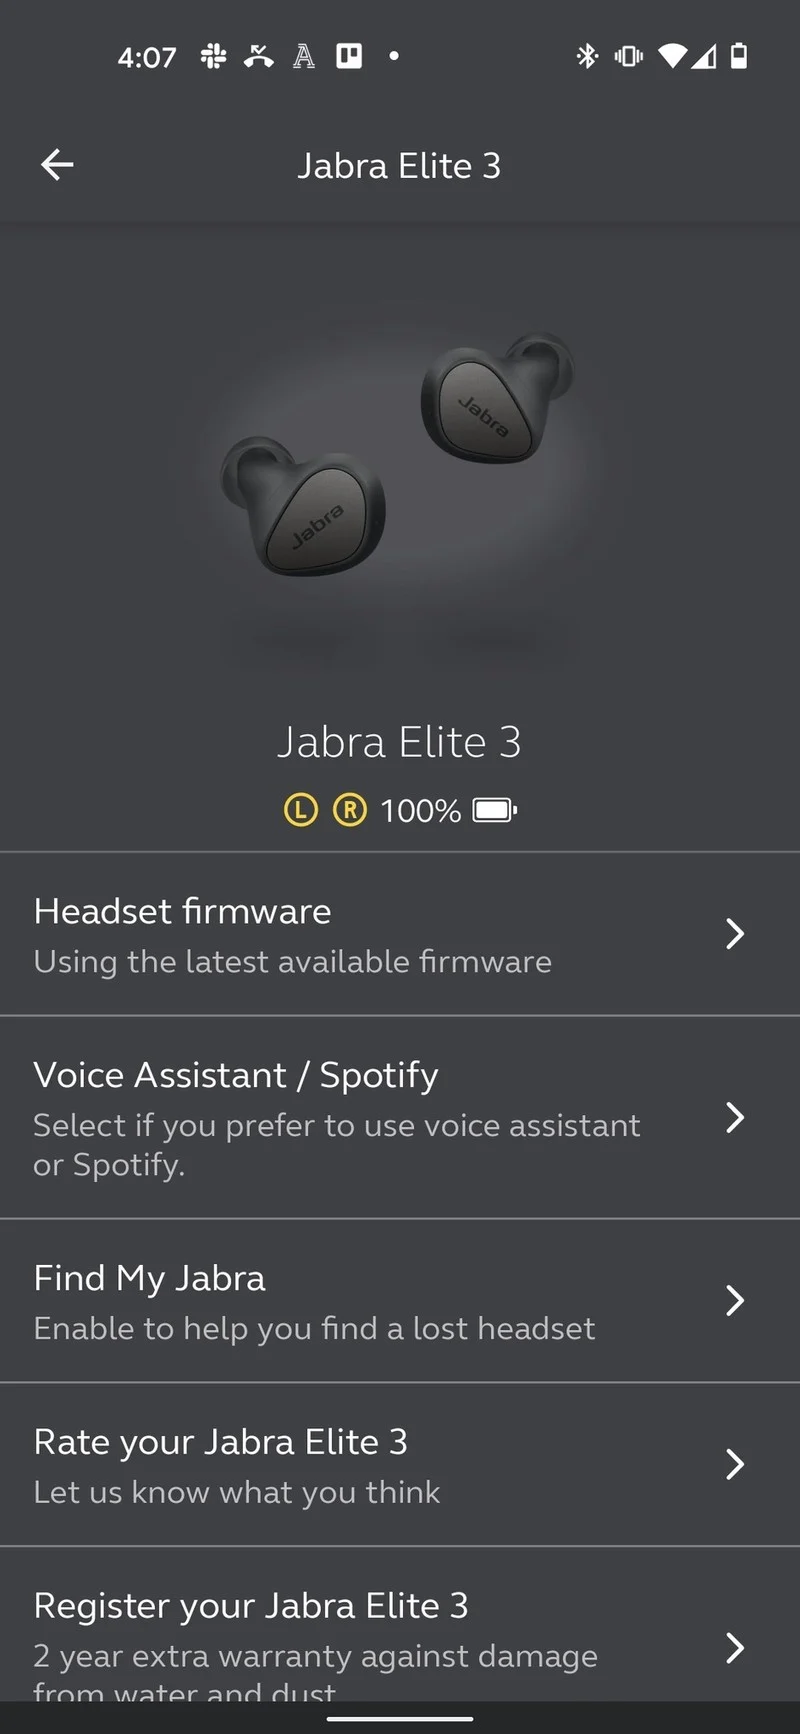 4:07
Jabra Elite 3
Jabra
Jabra
Jabra Elite 3
L R 100%
Headset firmware
Using the latest available firmware
Voice Assistant / Spotify
Select if you prefer to use voice assistant
or Spotify.
Find My Jabra
Enable to help you find a lost headset
Rate your Jabra Elite 3
Let us know what you think
Register your Jabra Elite 3
2 year extra warranty against damage
from water and dust